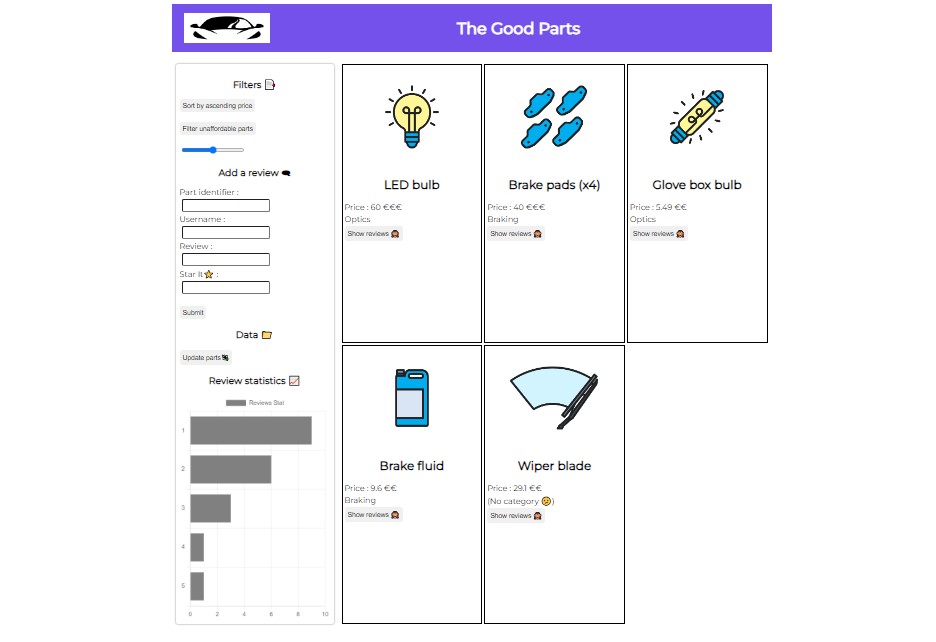 The Good Parts
Filters
Sort by ascending price
Filter unaffordable parts
Add a review
Part identifier :
Username :
Review :
Star It⭐ :
Submit
Data
Update parts
Review statistics
Reviews Stat
1
2
3
4
5
0 2 4 6 8 10
LED bulb
Price : 60 €€€
Optics
Show reviews
Brake pads (x4)
Price : 40 €€€
Braking
Show reviews
Glove box bulb
Price : 5.49 €€
Optics
Show reviews
Brake fluid
Price : 9.6 €€
Braking
Show reviews
Wiper blade
Price : 29.1 €€
(No category 😕)
Show reviews